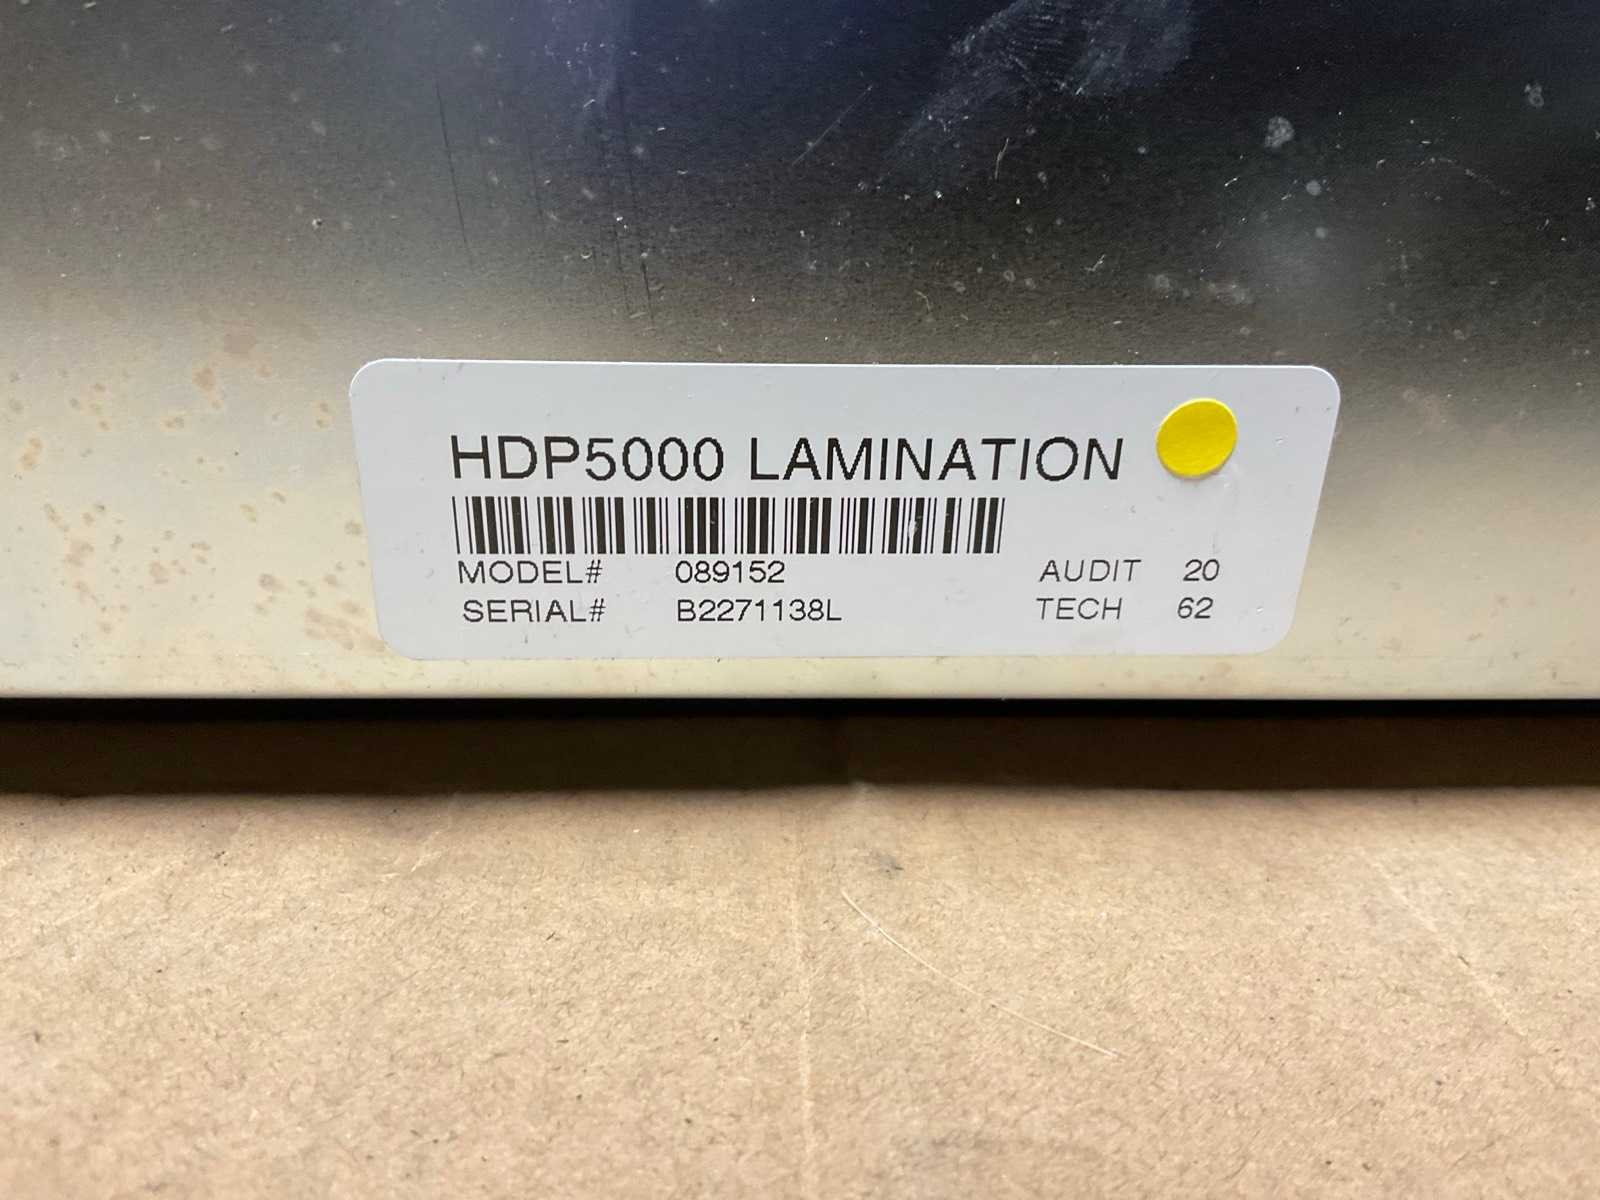 HDP5000 LAMINATION
MODEL# 089152 AUDIT 20
SERIAL# B2271138L TECH 62